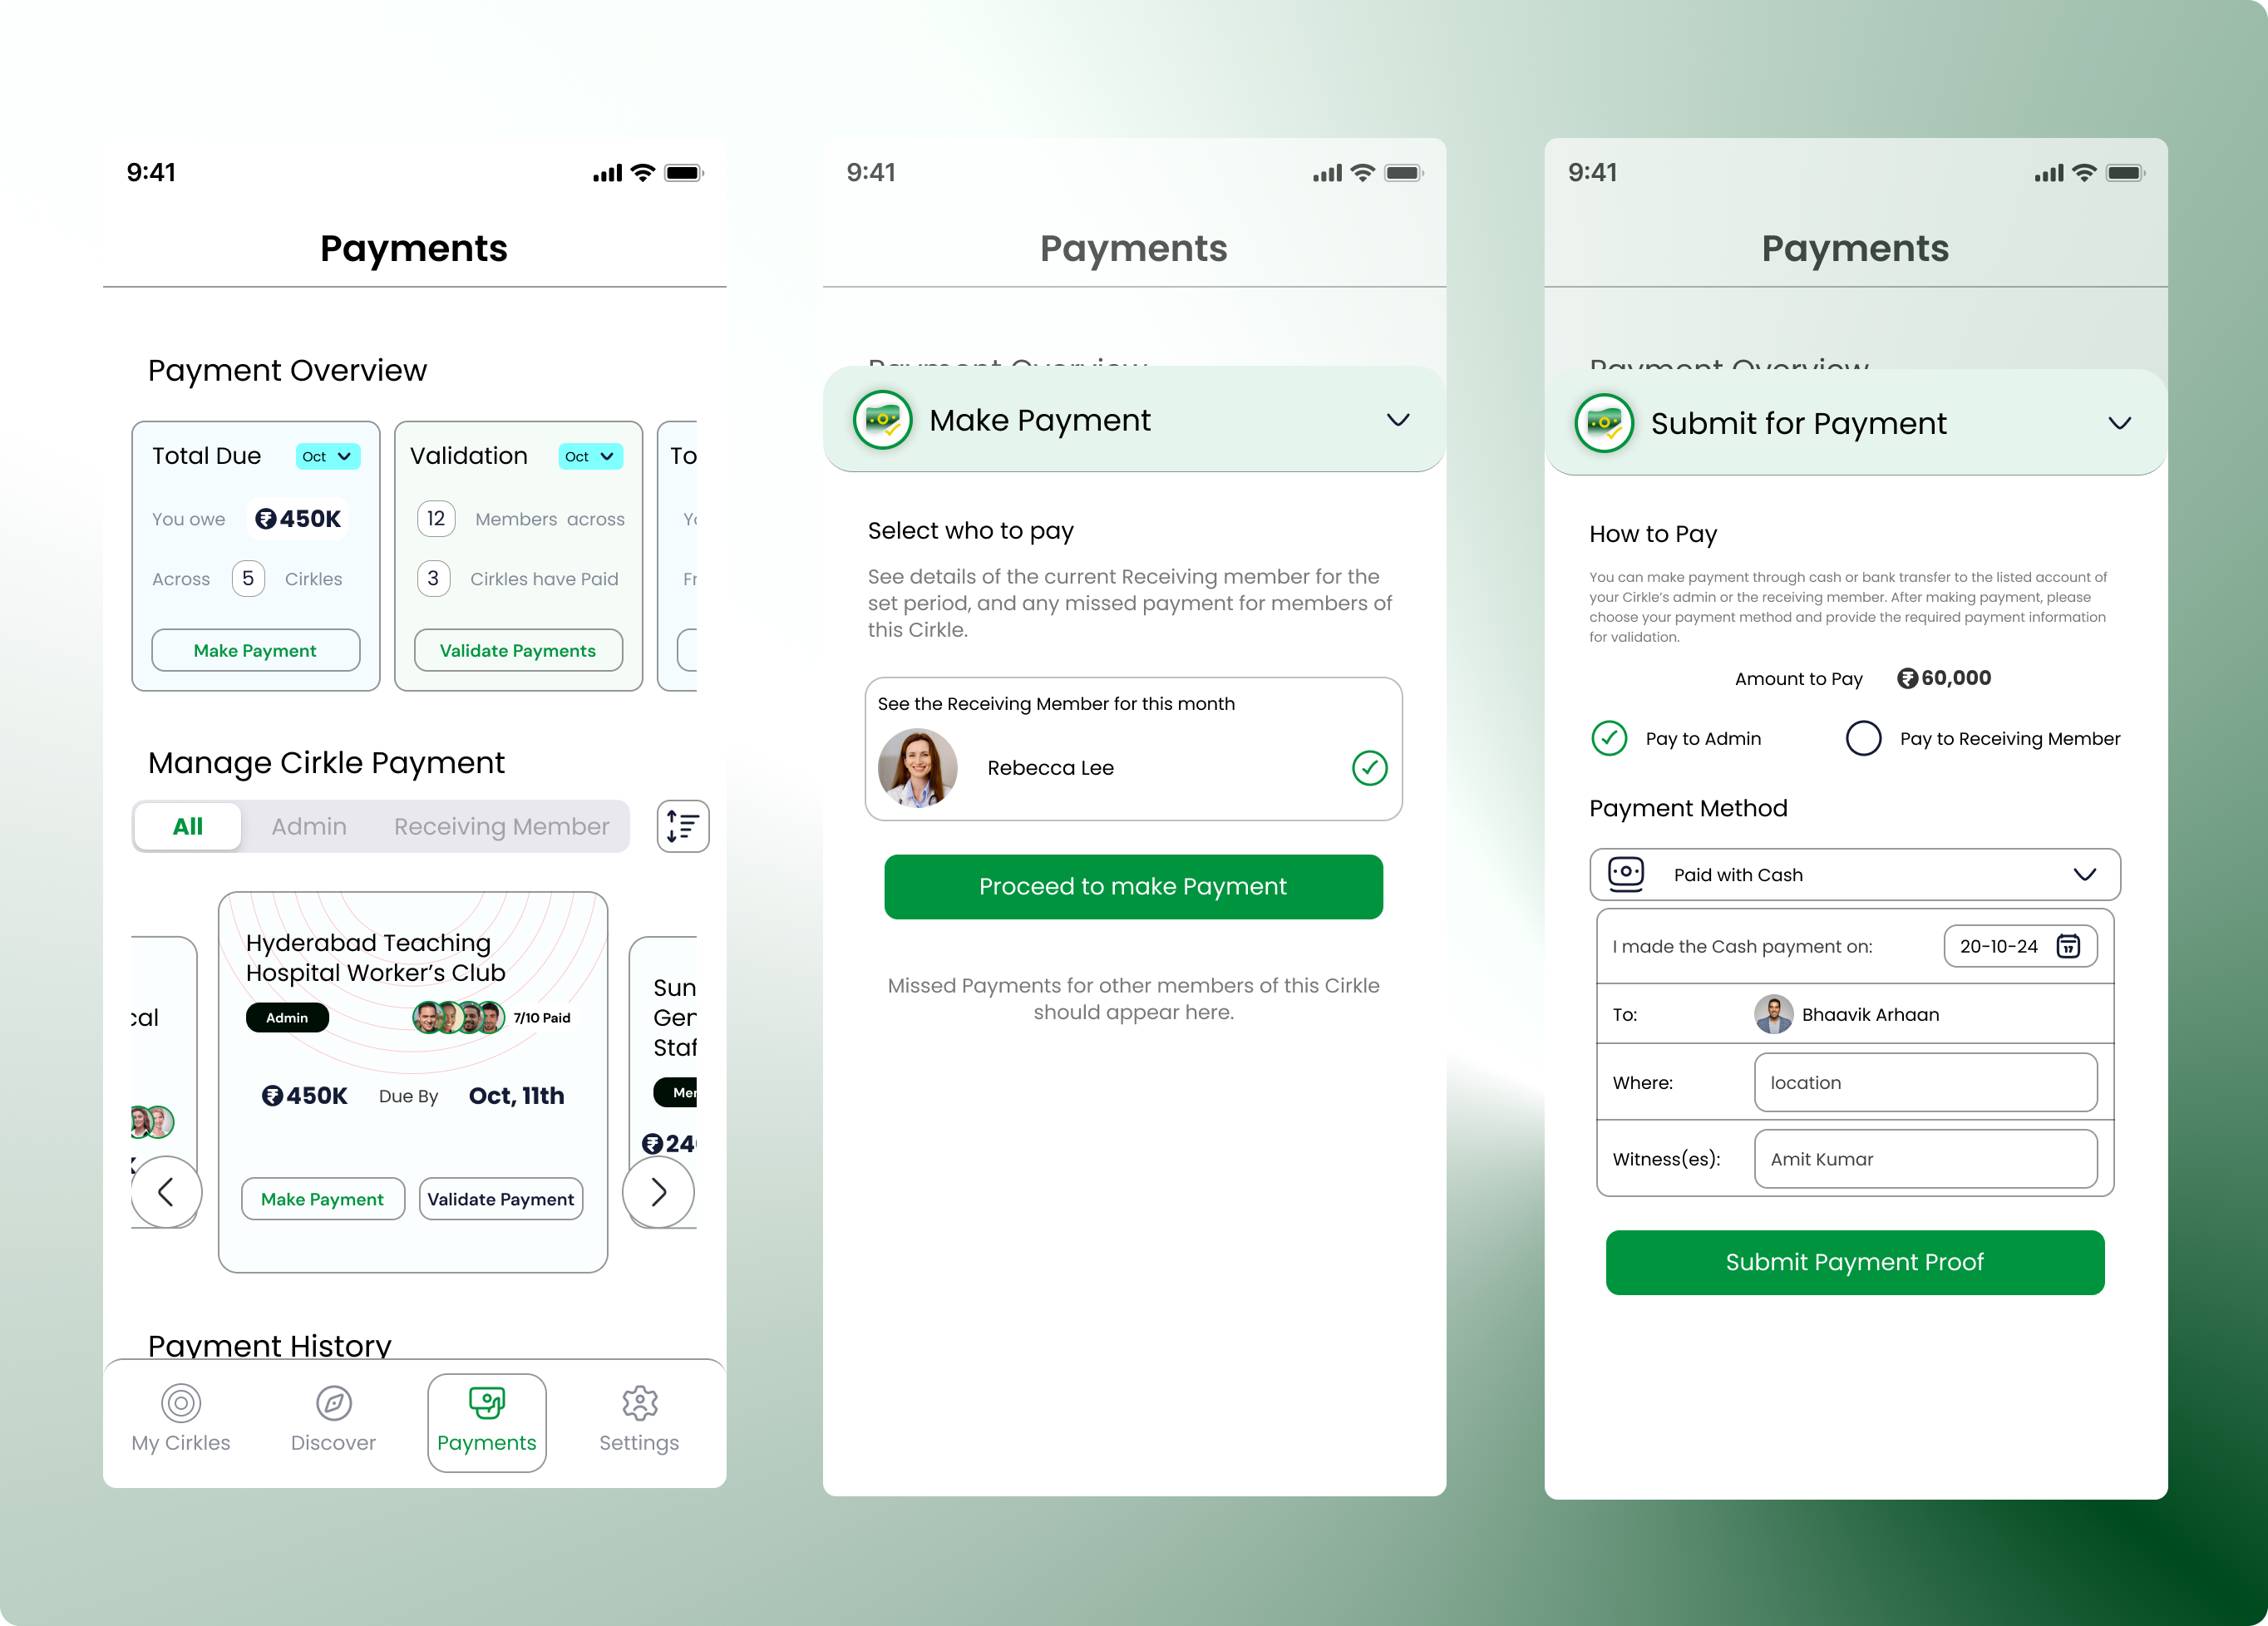 9:41
Payments
Payment Overview
Total Due
Oct
You owe
₹450K
Across
5
Cirkles
Make Payment
Validation
Oct
12
Members across
3
Cirkles have Paid
Validate Payments
To
Manage Cirkle Payment
All
Admin
Receiving Member
Hyderabad Teaching
Hospital Worker's Club
Admin
7/10 Paid
₹450K
Due By
Oct, 11th
Make Payment
Validate Payment
Sun
Gen
Staf
₹24
Payment History
My Cirkles
Discover
Payments
Settings
9:41
Payments
Payment Overview
Make Payment
Select who to pay
See details of the current Receiving member for the
set period, and any missed payment for members of
this Cirkle.
See the Receiving Member for this month
Rebecca Lee
Proceed to make Payment
Missed Payments for other members of this Cirkle
should appear here.
9:41
Payments
Payment Overview
Submit for Payment
How to Pay
You can make payment through cash or bank transfer to the listed account of
your Cirkle's admin or the receiving member. After making payment, please
choose your payment method and provide the required payment information
for validation.
Amount to Pay
₹60,000
Pay to Admin
Pay to Receiving Member
Payment Method
Paid with Cash
I made the Cash payment on:
20-10-24
17
To:
Bhaavik Arhaan
Where:
location
Witness(es):
Amit Kumar
Submit Payment Proof